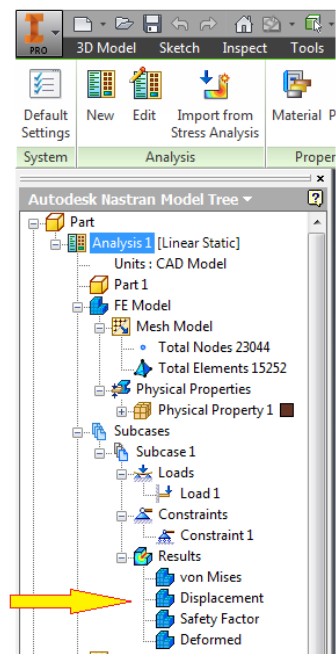 PRO
3D Model Sketch Inspect Tools
Default Settings
New
Edit
Import from Stress Analysis
Material P
System
Analysis
Proper
Autodesk Nastran Model Tree
Part
Analysis 1 [Linear Static]
Units : CAD Model
Part 1
FE Model
Mesh Model
Total Nodes 23044
Total Elements 15252
Physical Properties
Physical Property 1
Subcases
Subcase 1
Loads
Load 1
Constraints
Constraint 1
Results
von Mises
Displacement
Safety Factor
Deformed